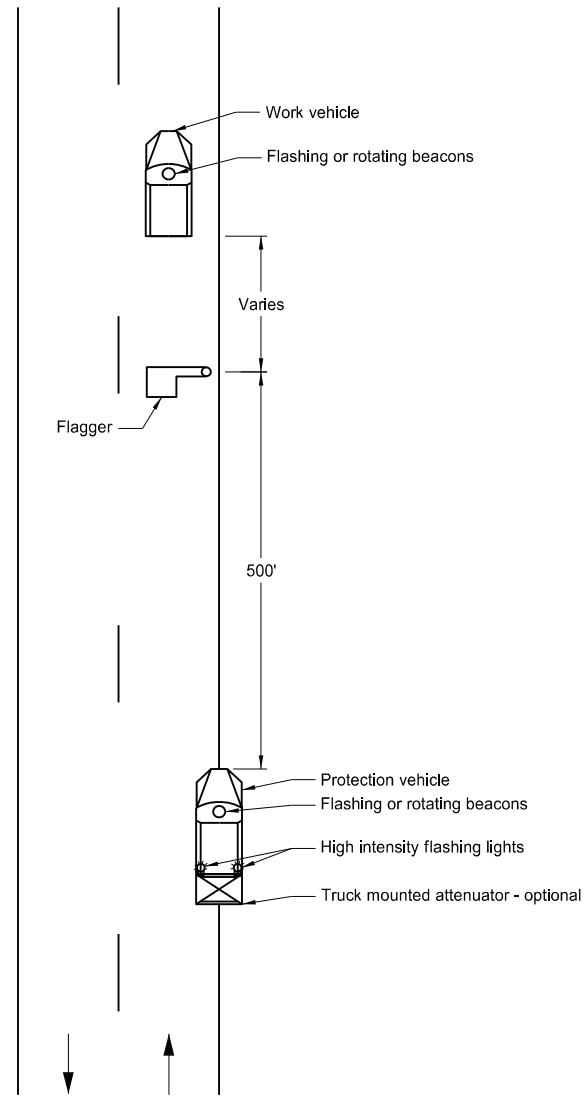 Work vehicle
Flashing or rotating beacons
Varies
Flagger
500'
Protection vehicle
Flashing or rotating beacons
High intensity flashing lights
Truck mounted attenuator - optional